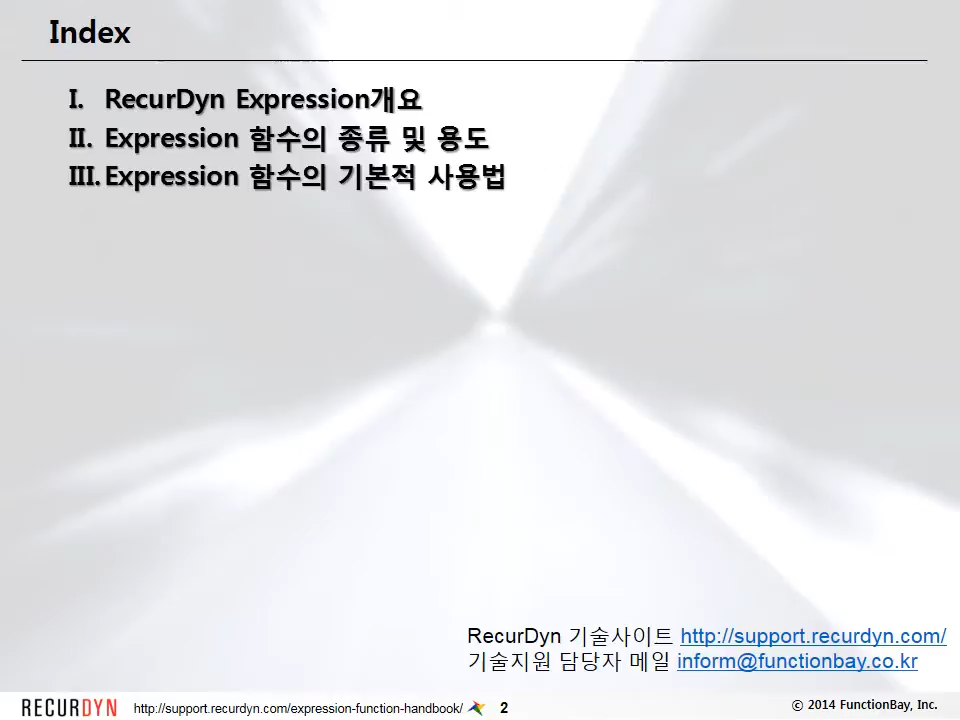 Index
I. RecurDyn Expression개요
II. Expression 함수의 종류 및 용도
III. Expression 함수의 기본적 사용법
RecurDyn 기술사이트 http://support.recurdyn.com/
기술지원 담당자 메일 inform@functionbay.co.kr
RECURDYN http://support.recurdyn.com/expression-function-handbook/ 2 © 2014 FunctionBay, Inc.